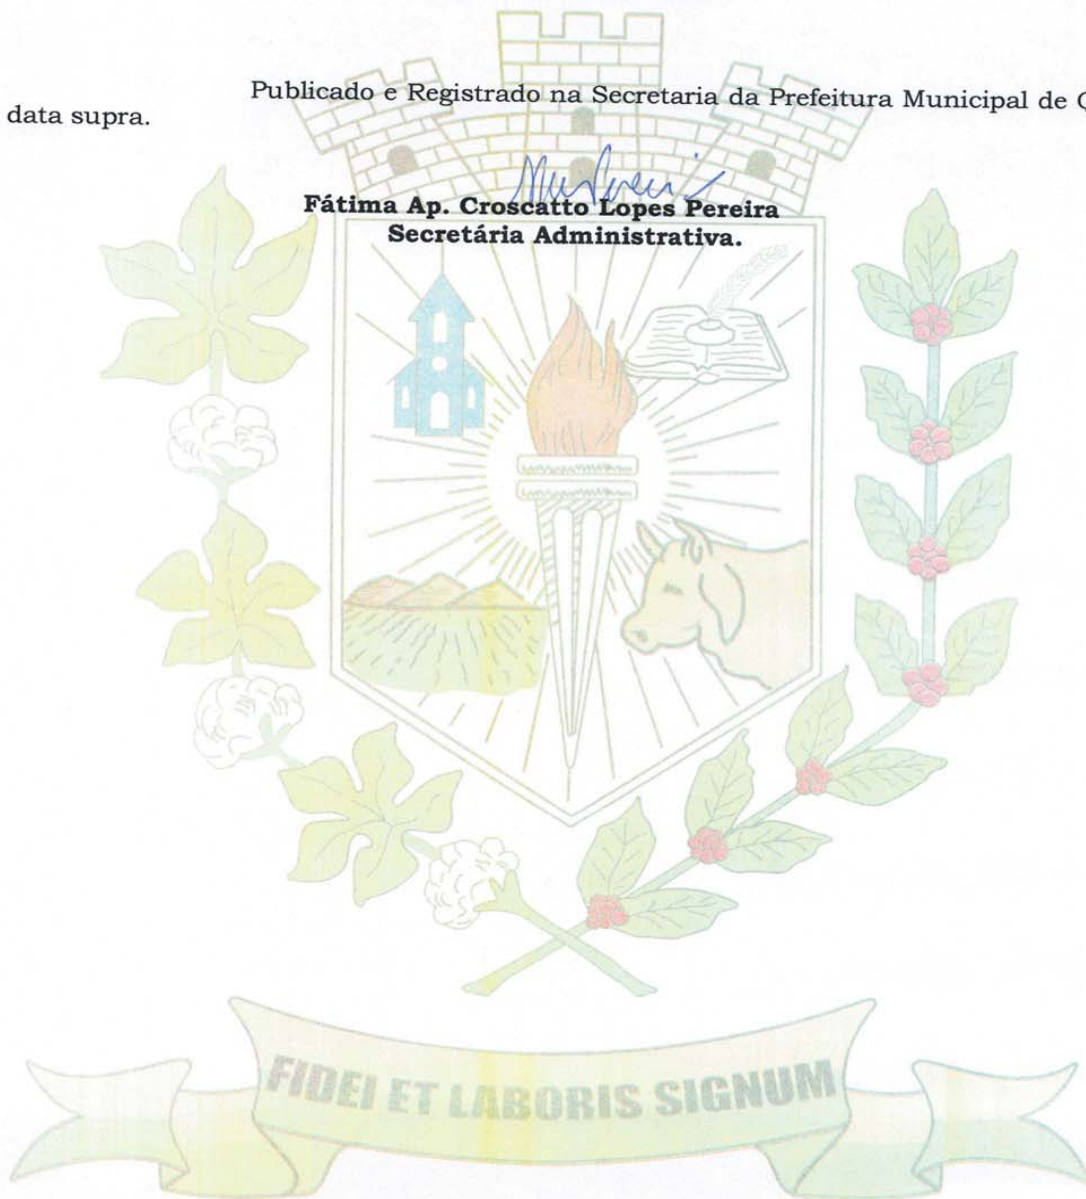 Publicado e Registrado na Secretaria da Prefeitura Municipal de
data supra.
Fátima Ap. Croscatto Lopes Pereira
Secretária Administrativa.
FIDEI ET LABORIS SIGNUM